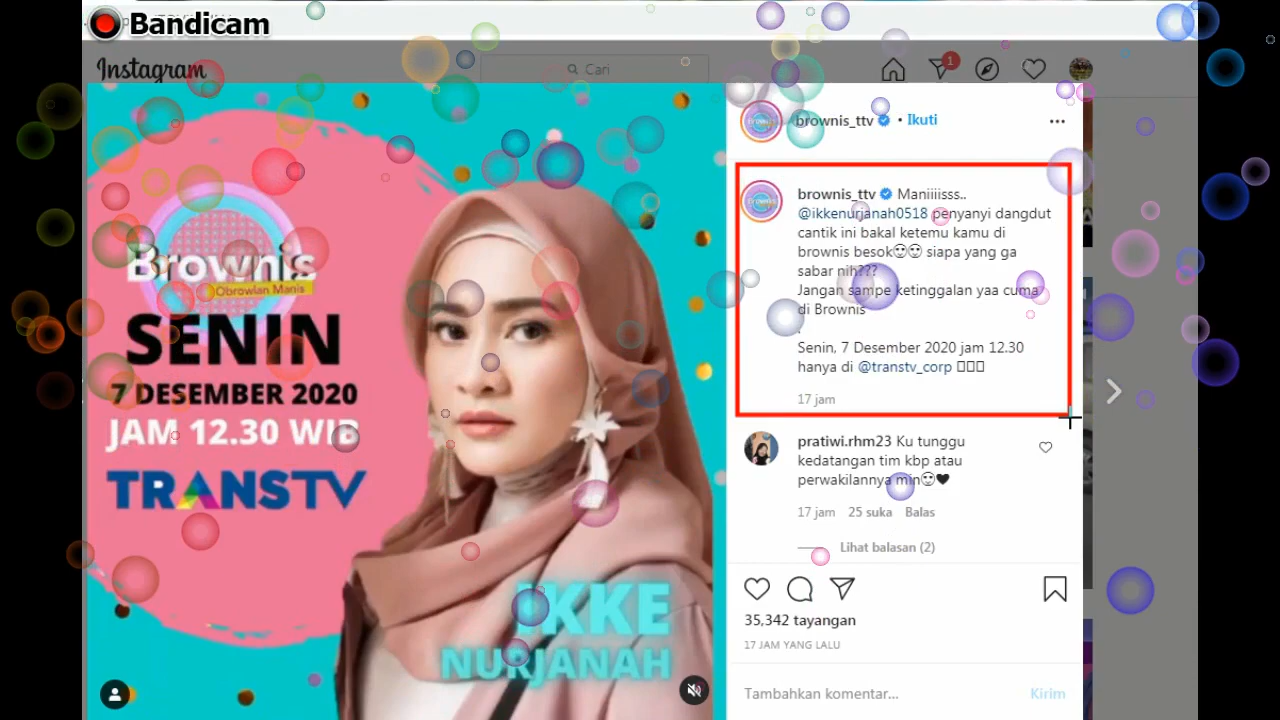 Bandicam
Instagram
Cari
1
Brownis
Obrowlan Manis
SENIN
7 DESEMBER 2020
JAM 12.30 WIB
TRANSTV
IKKE
NURJANAH
brownis_ttv • Ikuti
brownis_ttv Maniiiisss..
@ikkenurjanah0518 penyanyi dangdut
cantik ini bakal ketemu kamu di
brownis besok😍😍 siapa yang ga
sabar nih???
Jangan sampe ketinggalan yaa cuma
di Brownis
.
Senin, 7 Desember 2020 jam 12.30
hanya di @transtv_corp
17 jam
pratiwi.rhm23 Ku tunggu
kedatangan tim kbp atau
perwakilannya min😍🖤
17 jam 25 suka Balas
Lihat balasan (2)
35,342 tayangan
17 JAM YANG LALU
Tambahkan komentar... Kirim